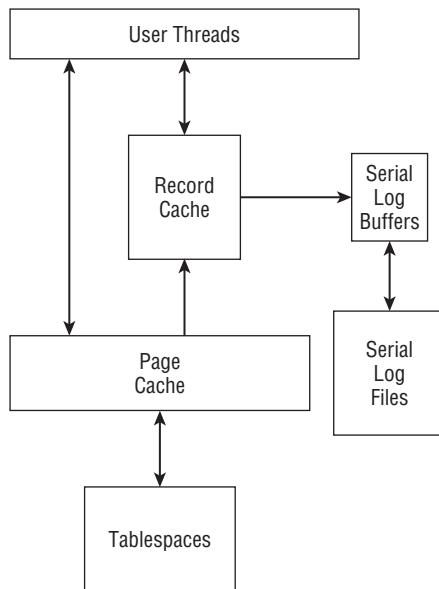 User Threads
Record
Cache
Serial
Log
Buffers
Page
Cache
Serial
Log
Files
Tablespaces